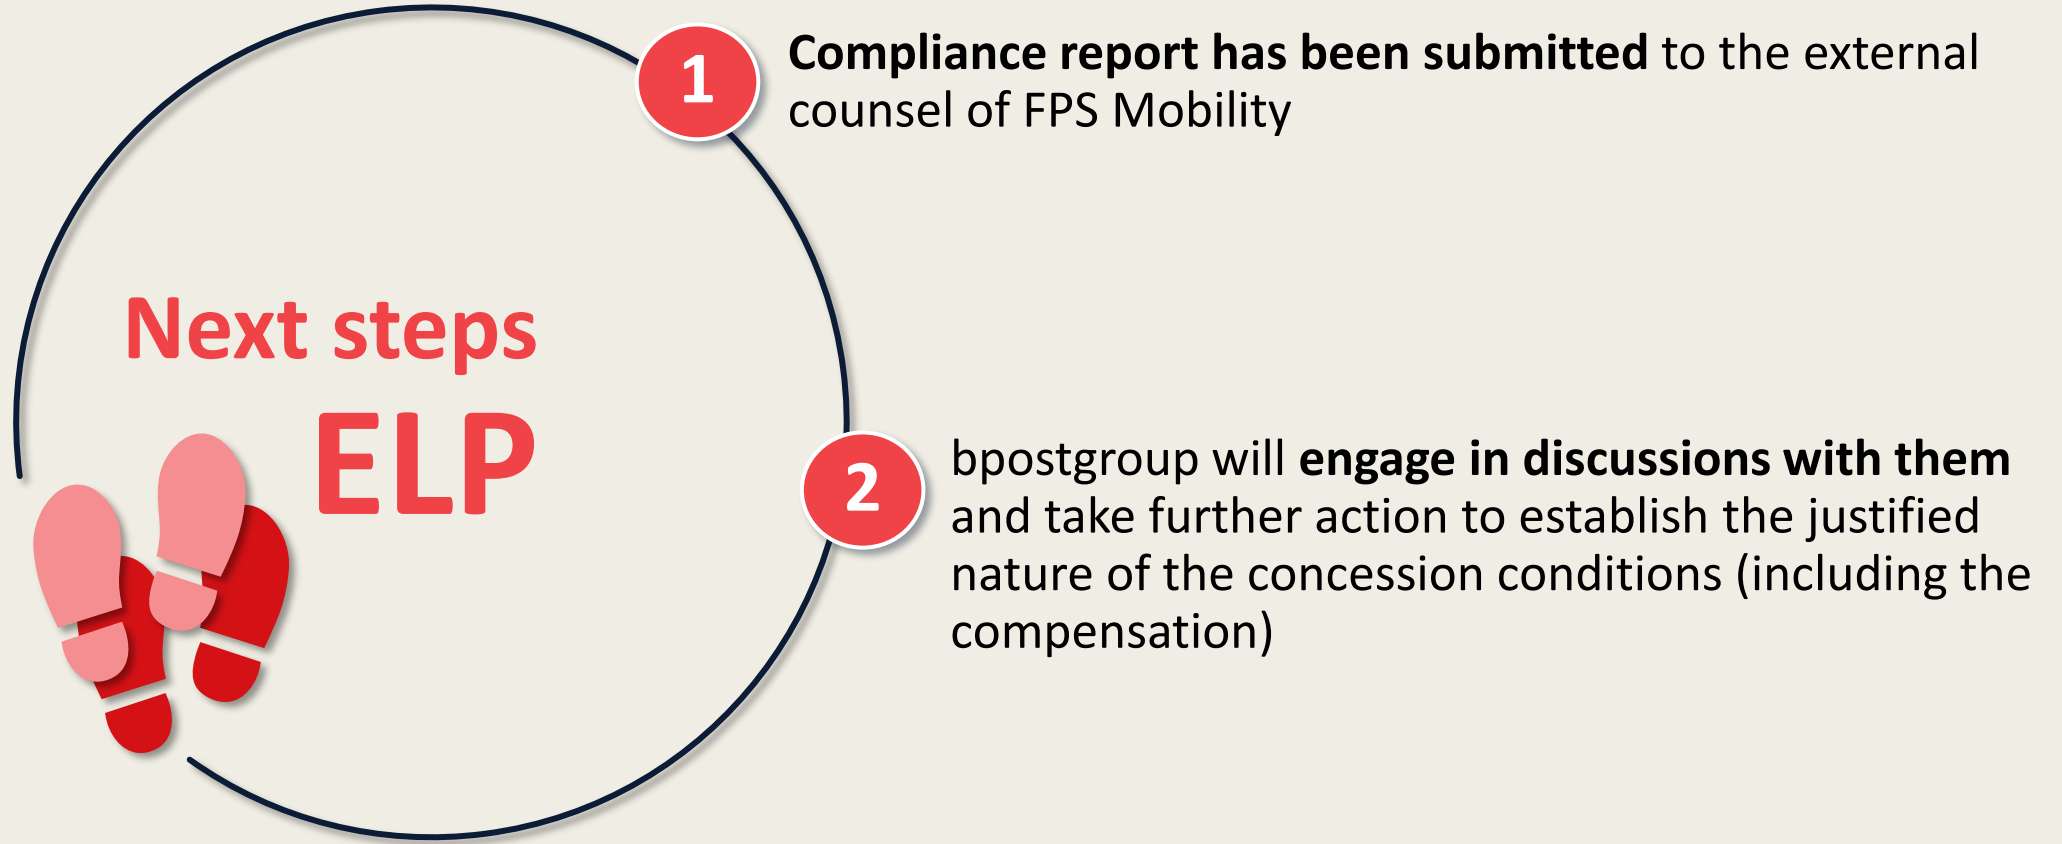 Next steps
ELP
1
Compliance report has been submitted to the external
counsel of FPS Mobility
2
bpostgroup will engage in discussions with them
and take further action to establish the justified
nature of the concession conditions (including the
compensation)